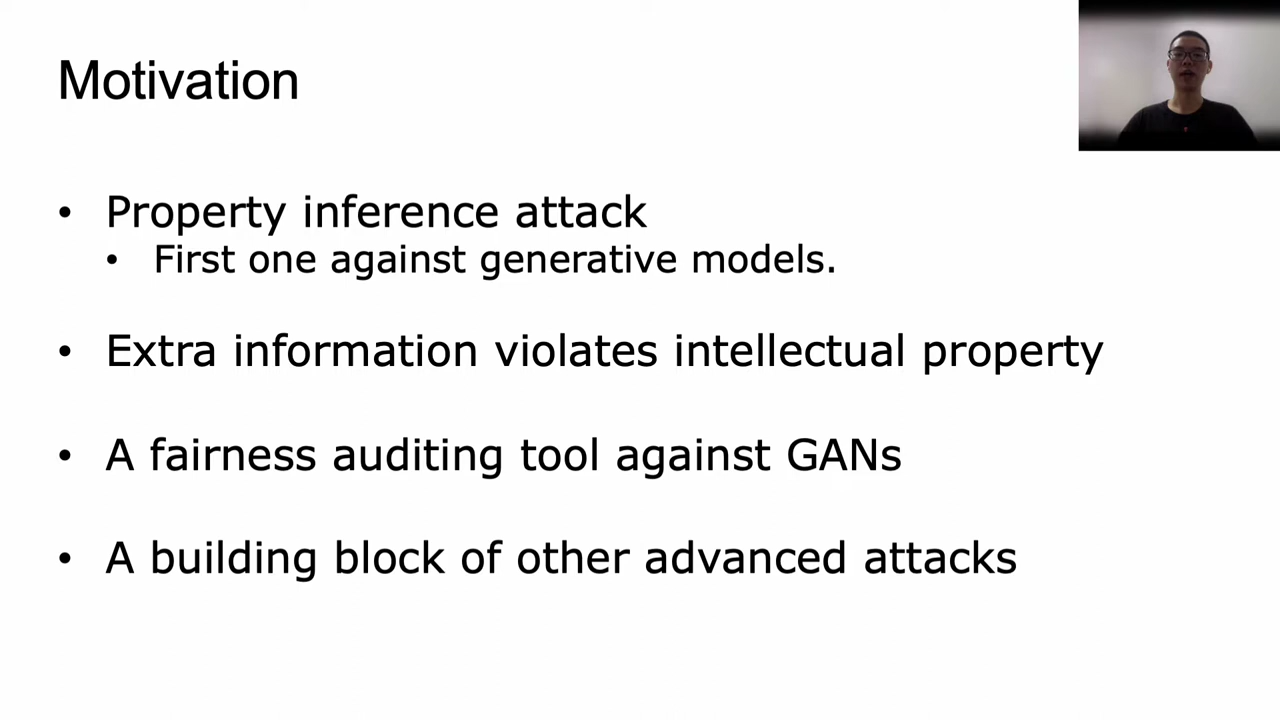 Motivation
• Property inference attack
• First one against generative models.
• Extra information violates intellectual property
• A fairness auditing tool against GANs
• A building block of other advanced attacks